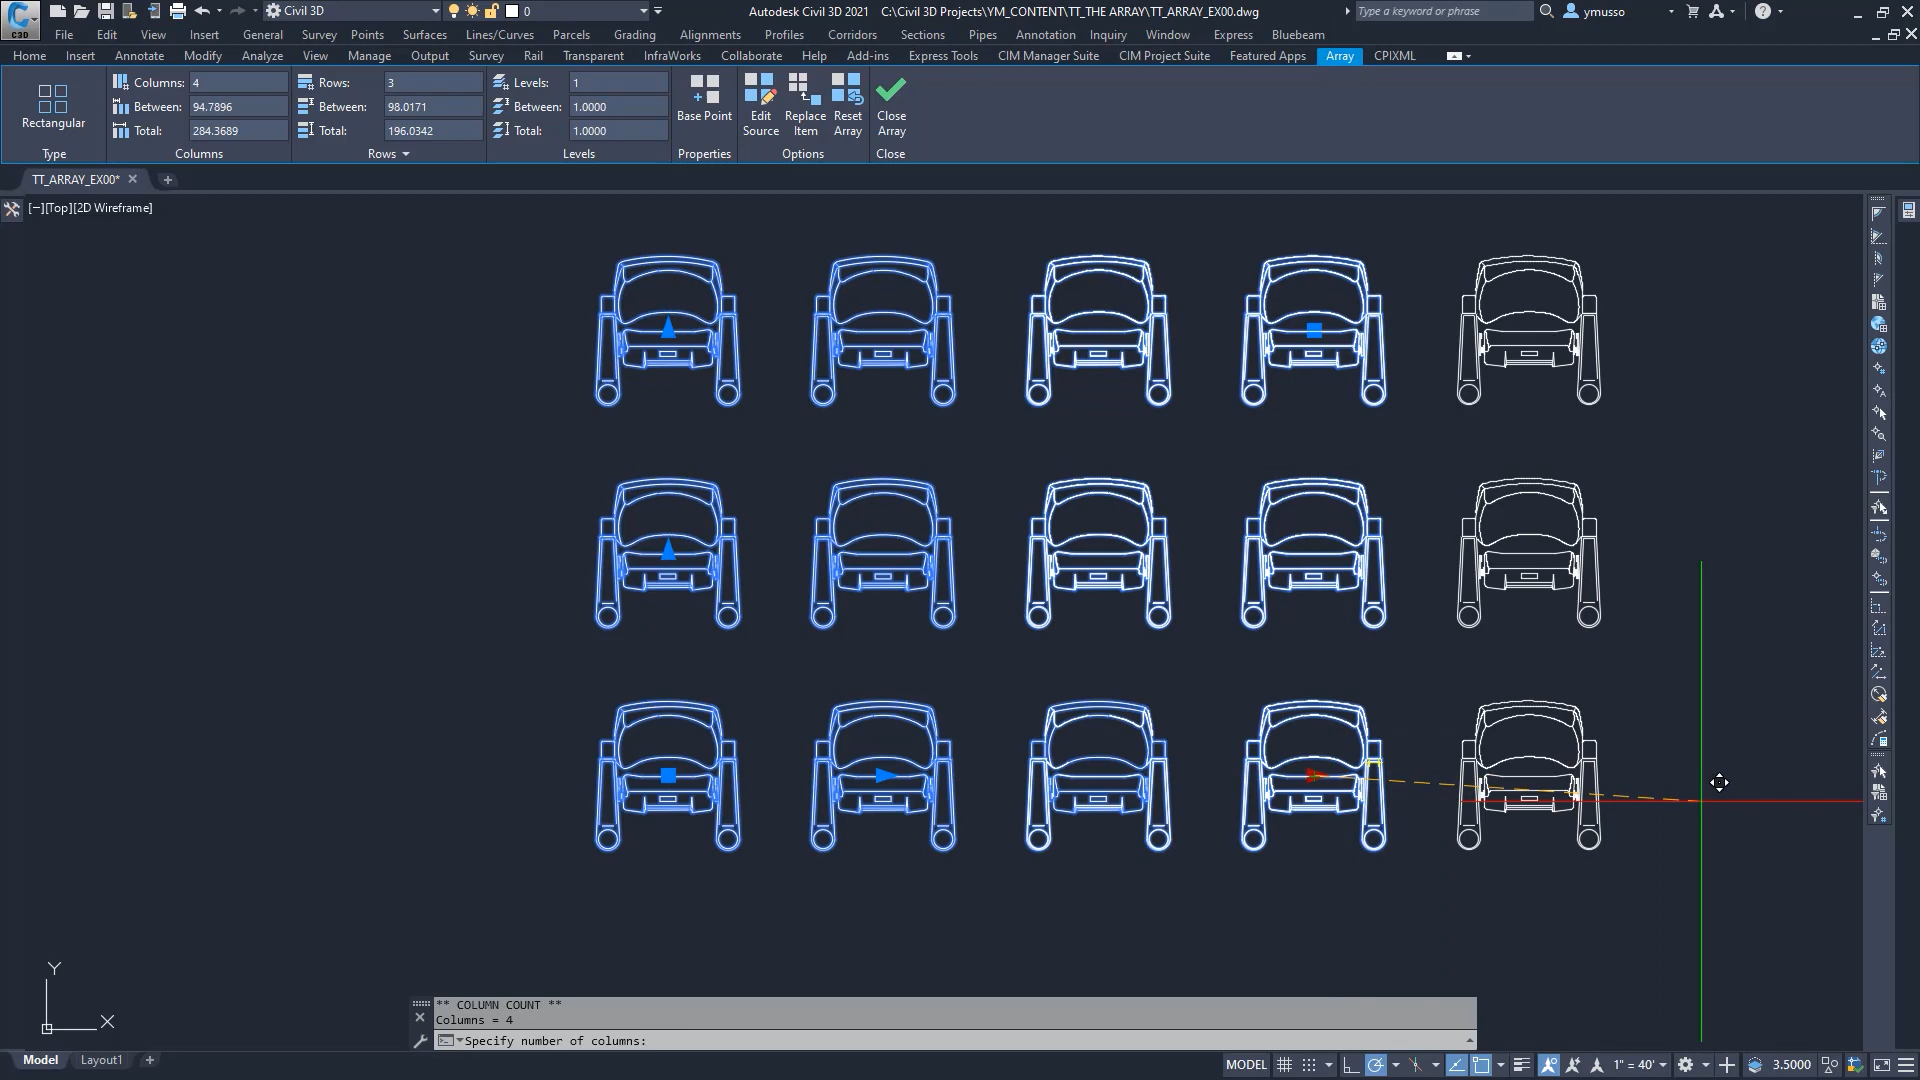 C3D
Civil 3D
0
Autodesk Civil 3D 2021 C:\Civil 3D Projects\YM_CONTENT\TT_THE ARRAY\TT_ARRAY_EX00.dwg
Type a keyword or phrase
ymusso
File Edit View Insert General Survey Points Surfaces Lines/Curves Parcels Grading Alignments Profiles Corridors Sections Pipes Annotation Inquiry Window Express Bluebeam
Home Insert Annotate Modify Analyze View Manage Output Survey Rail Transparent InfraWorks Collaborate Help Add-ins Express Tools CIM Manager Suite CIM Project Suite Featured Apps Array CPIXML
Columns: 4 Rows: 3 Levels: 1
Between: 94.7896 Between: 98.0171 Between: 1.0000
Total: 284.3689 Total: 196.0342 Total: 1.0000
Rectangular
Base Point
Edit Source
Replace Item
Reset Array
Close Array
Type Columns Rows Levels Properties Options Close
TT_ARRAY_EX00*
[−][Top][2D Wireframe]
Y
X
** COLUMN COUNT **
Columns = 4
Specify number of columns:
Model Layout1
MODEL 1" = 40' 3.5000